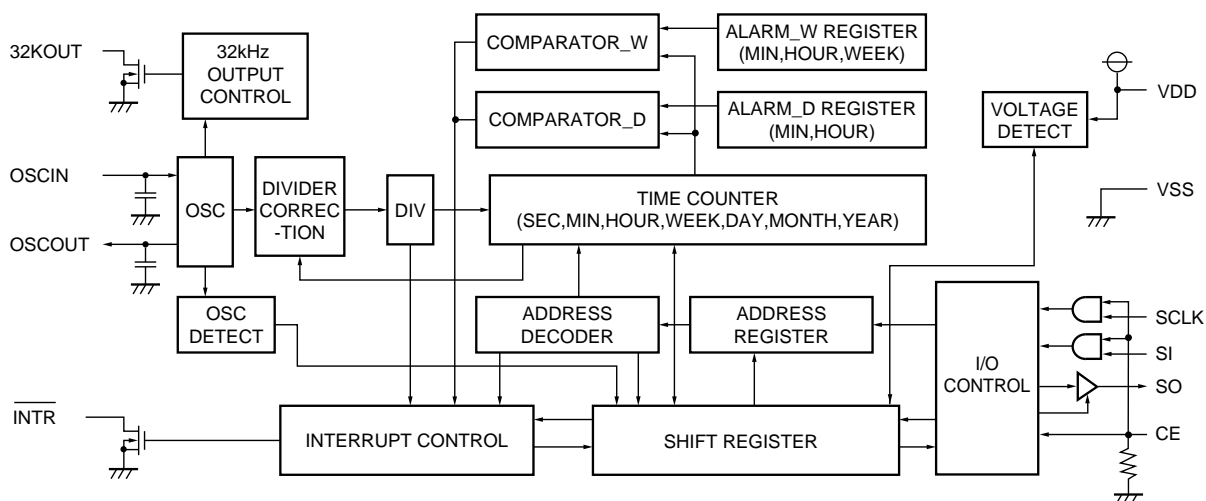 32KOUT
32kHz
OUTPUT
CONTROL
COMPARATOR_W
ALARM_W REGISTER
(MIN,HOUR,WEEK)
COMPARATOR_D
ALARM_D REGISTER
(MIN,HOUR)
VOLTAGE
DETECT
VDD
VSS
OSCIN
OSCOUT
OSC
DIVIDER
CORREC
-TION
DIV
TIME COUNTER
(SEC,MIN,HOUR,WEEK,DAY,MONTH,YEAR)
OSC
DETECT
ADDRESS
DECODER
ADDRESS
REGISTER
I/O
CONTROL
SCLK
SI
SO
CE
INTR
INTERRUPT CONTROL
SHIFT REGISTER